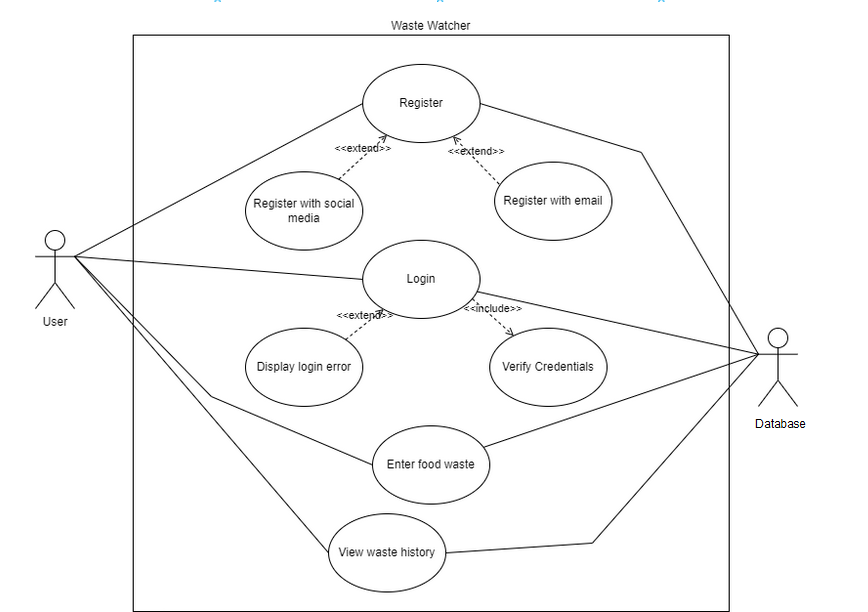 Waste Watcher
Register
<<extend>>
<<extend>>
Register with social
media
Register with email
Login
User
<<extend>>
<<include>>
Display login error
Verify Credentials
Database
Enter food waste
View waste history